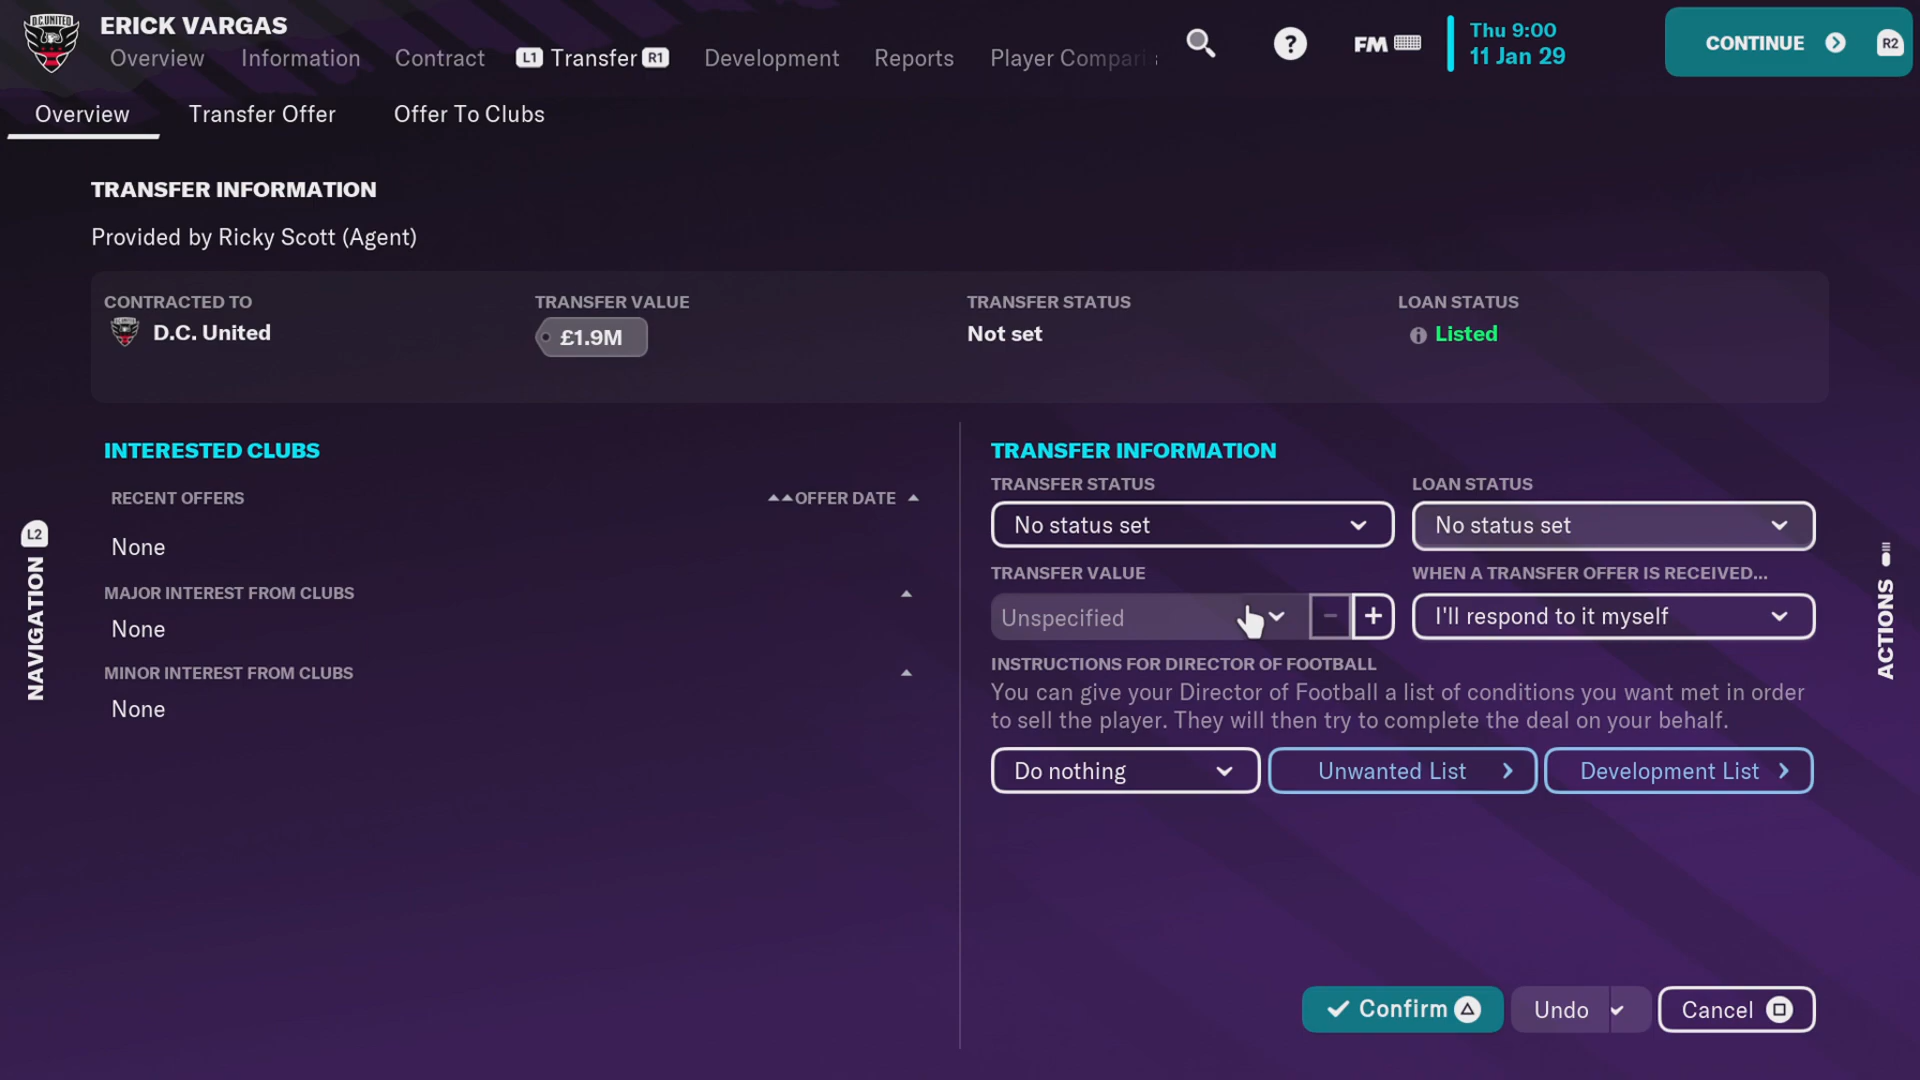 ERICK VARGAS
Overview Information Contract L1 Transfer R1 Development Reports Player Compari
FM
Thu 9:00
11 Jan 29
CONTINUE R2
Overview Transfer Offer Offer To Clubs
TRANSFER INFORMATION
Provided by Ricky Scott (Agent)
CONTRACTED TO TRANSFER VALUE TRANSFER STATUS LOAN STATUS
D.C. United £1.9M Not set Listed
INTERESTED CLUBS
RECENT OFFERS OFFER DATE
None
MAJOR INTEREST FROM CLUBS
None
MINOR INTEREST FROM CLUBS
None
TRANSFER INFORMATION
TRANSFER STATUS LOAN STATUS
No status set No status set
TRANSFER VALUE WHEN A TRANSFER OFFER IS RECEIVED...
Unspecified - + I'll respond to it myself
INSTRUCTIONS FOR DIRECTOR OF FOOTBALL
You can give your Director of Football a list of conditions you want met in order
to sell the player. They will then try to complete the deal on your behalf.
Do nothing Unwanted List Development List
Confirm Undo Cancel
L2 NAVIGATION
ACTIONS